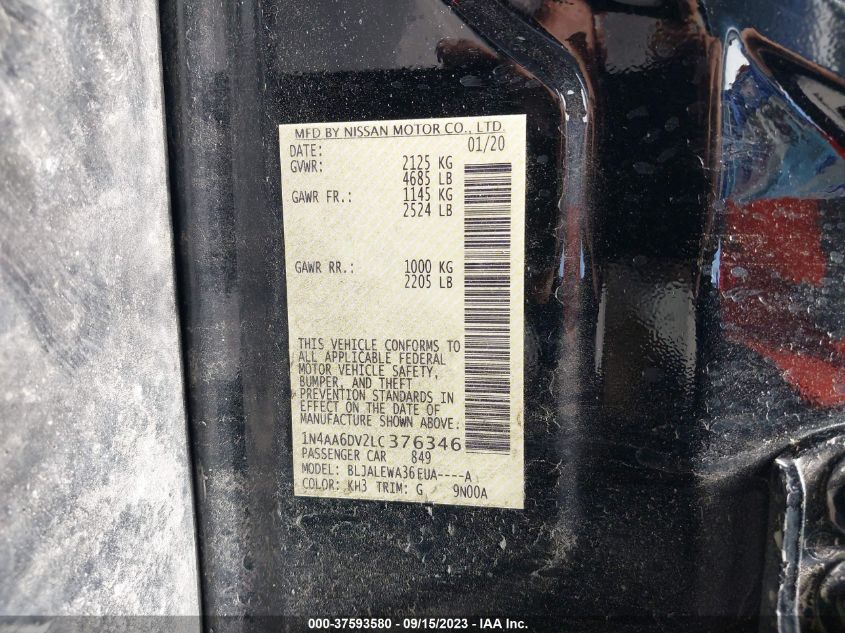 MFD BY NISSAN MOTOR CO., LTD.
DATE: 01/20
GVWR: 2125 KG
4685 LB
GAWR FR.: 1145 KG
2524 LB
GAWR RR.: 1000 KG
2205 LB
THIS VEHICLE CONFORMS TO
ALL APPLICABLE FEDERAL
MOTOR VEHICLE SAFETY,
BUMPER, AND THEFT
PREVENTION STANDARDS IN
EFFECT ON THE DATE OF
MANUFACTURE SHOWN ABOVE.
1N4AA6DV2LC376346
PASSENGER CAR 849
MODEL: BLJALEWA36EUA----A
COLOR: KH3 TRIM: G 9N00A
000-37593580 - 09/15/2023 - IAA Inc.